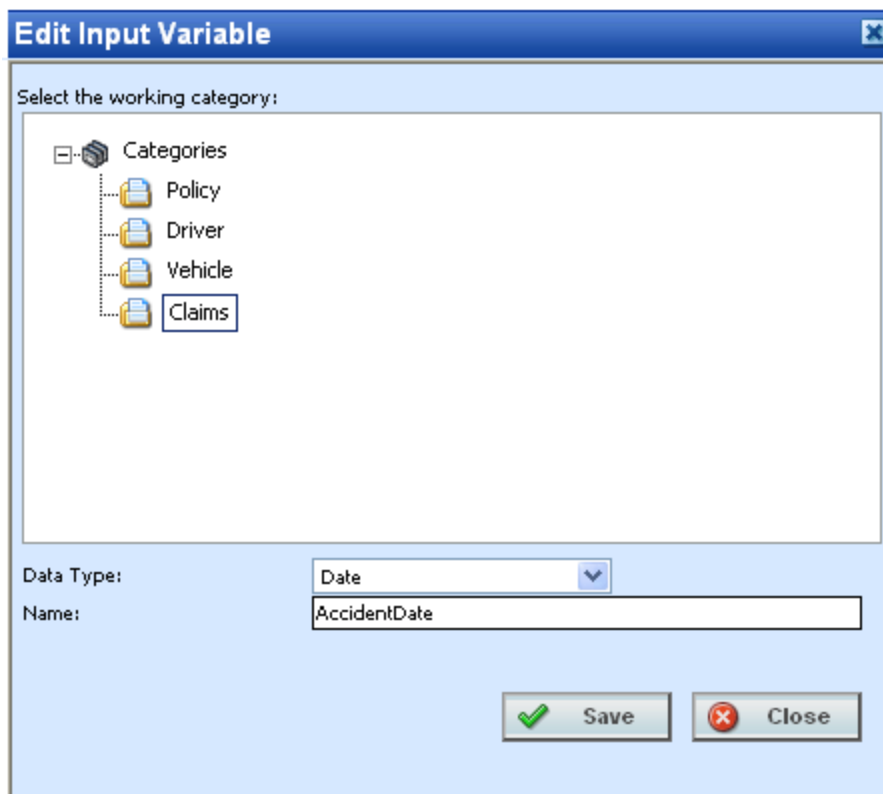 Edit Input Variable
Select the working category:
Categories
Policy
Driver
Vehicle
Claims
Data Type: Date
Name: AccidentDate
Save Close